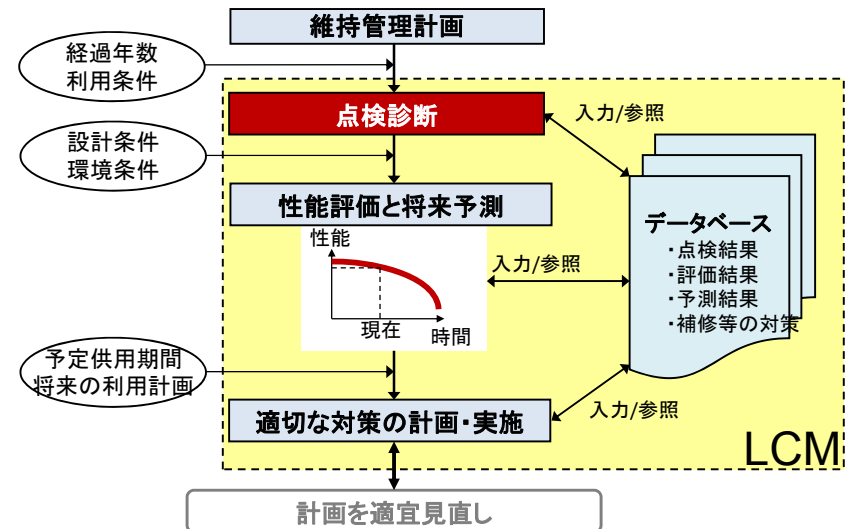 維持管理計画
経過年数
利用条件
点検診断
入力/参照
設計条件
環境条件
性能評価と将来予測
データベース
・点検結果
・評価結果
・予測結果
・補修等の対策
性能
入力/参照
現在
時間
予定供用期間
将来の利用計画
適切な対策の計画・実施
入力/参照
LCM
計画を適宜見直し